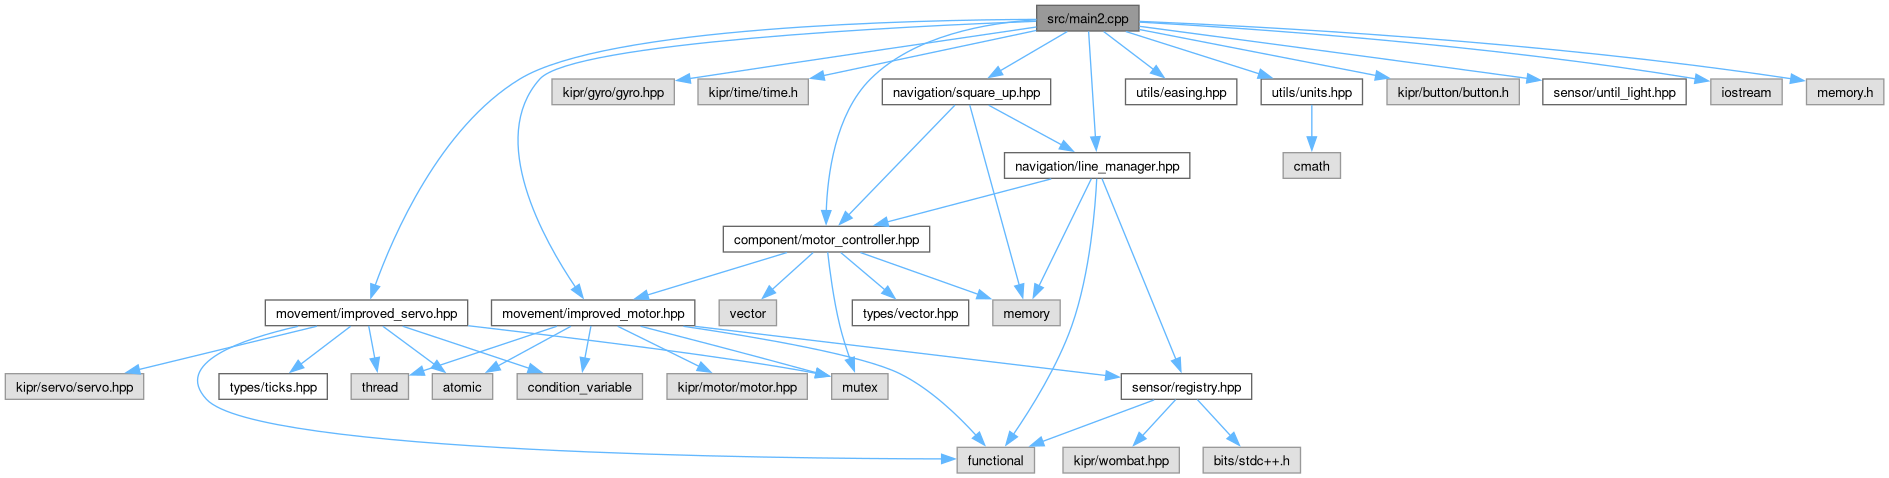 src/main2.cpp
kipr/gyro/gyro.hpp
kipr/time/time.h
navigation/square_up.hpp
utils/easing.hpp
utils/units.hpp
kipr/button/button.h
sensor/until_light.hpp
iostream
memory.h
navigation/line_manager.hpp
cmath
component/motor_controller.hpp
movement/improved_servo.hpp
movement/improved_motor.hpp
vector
types/vector.hpp
memory
kipr/servo/servo.hpp
types/ticks.hpp
thread
atomic
condition_variable
kipr/motor/motor.hpp
mutex
sensor/registry.hpp
functional
kipr/wombat.hpp
bits/stdc++.h